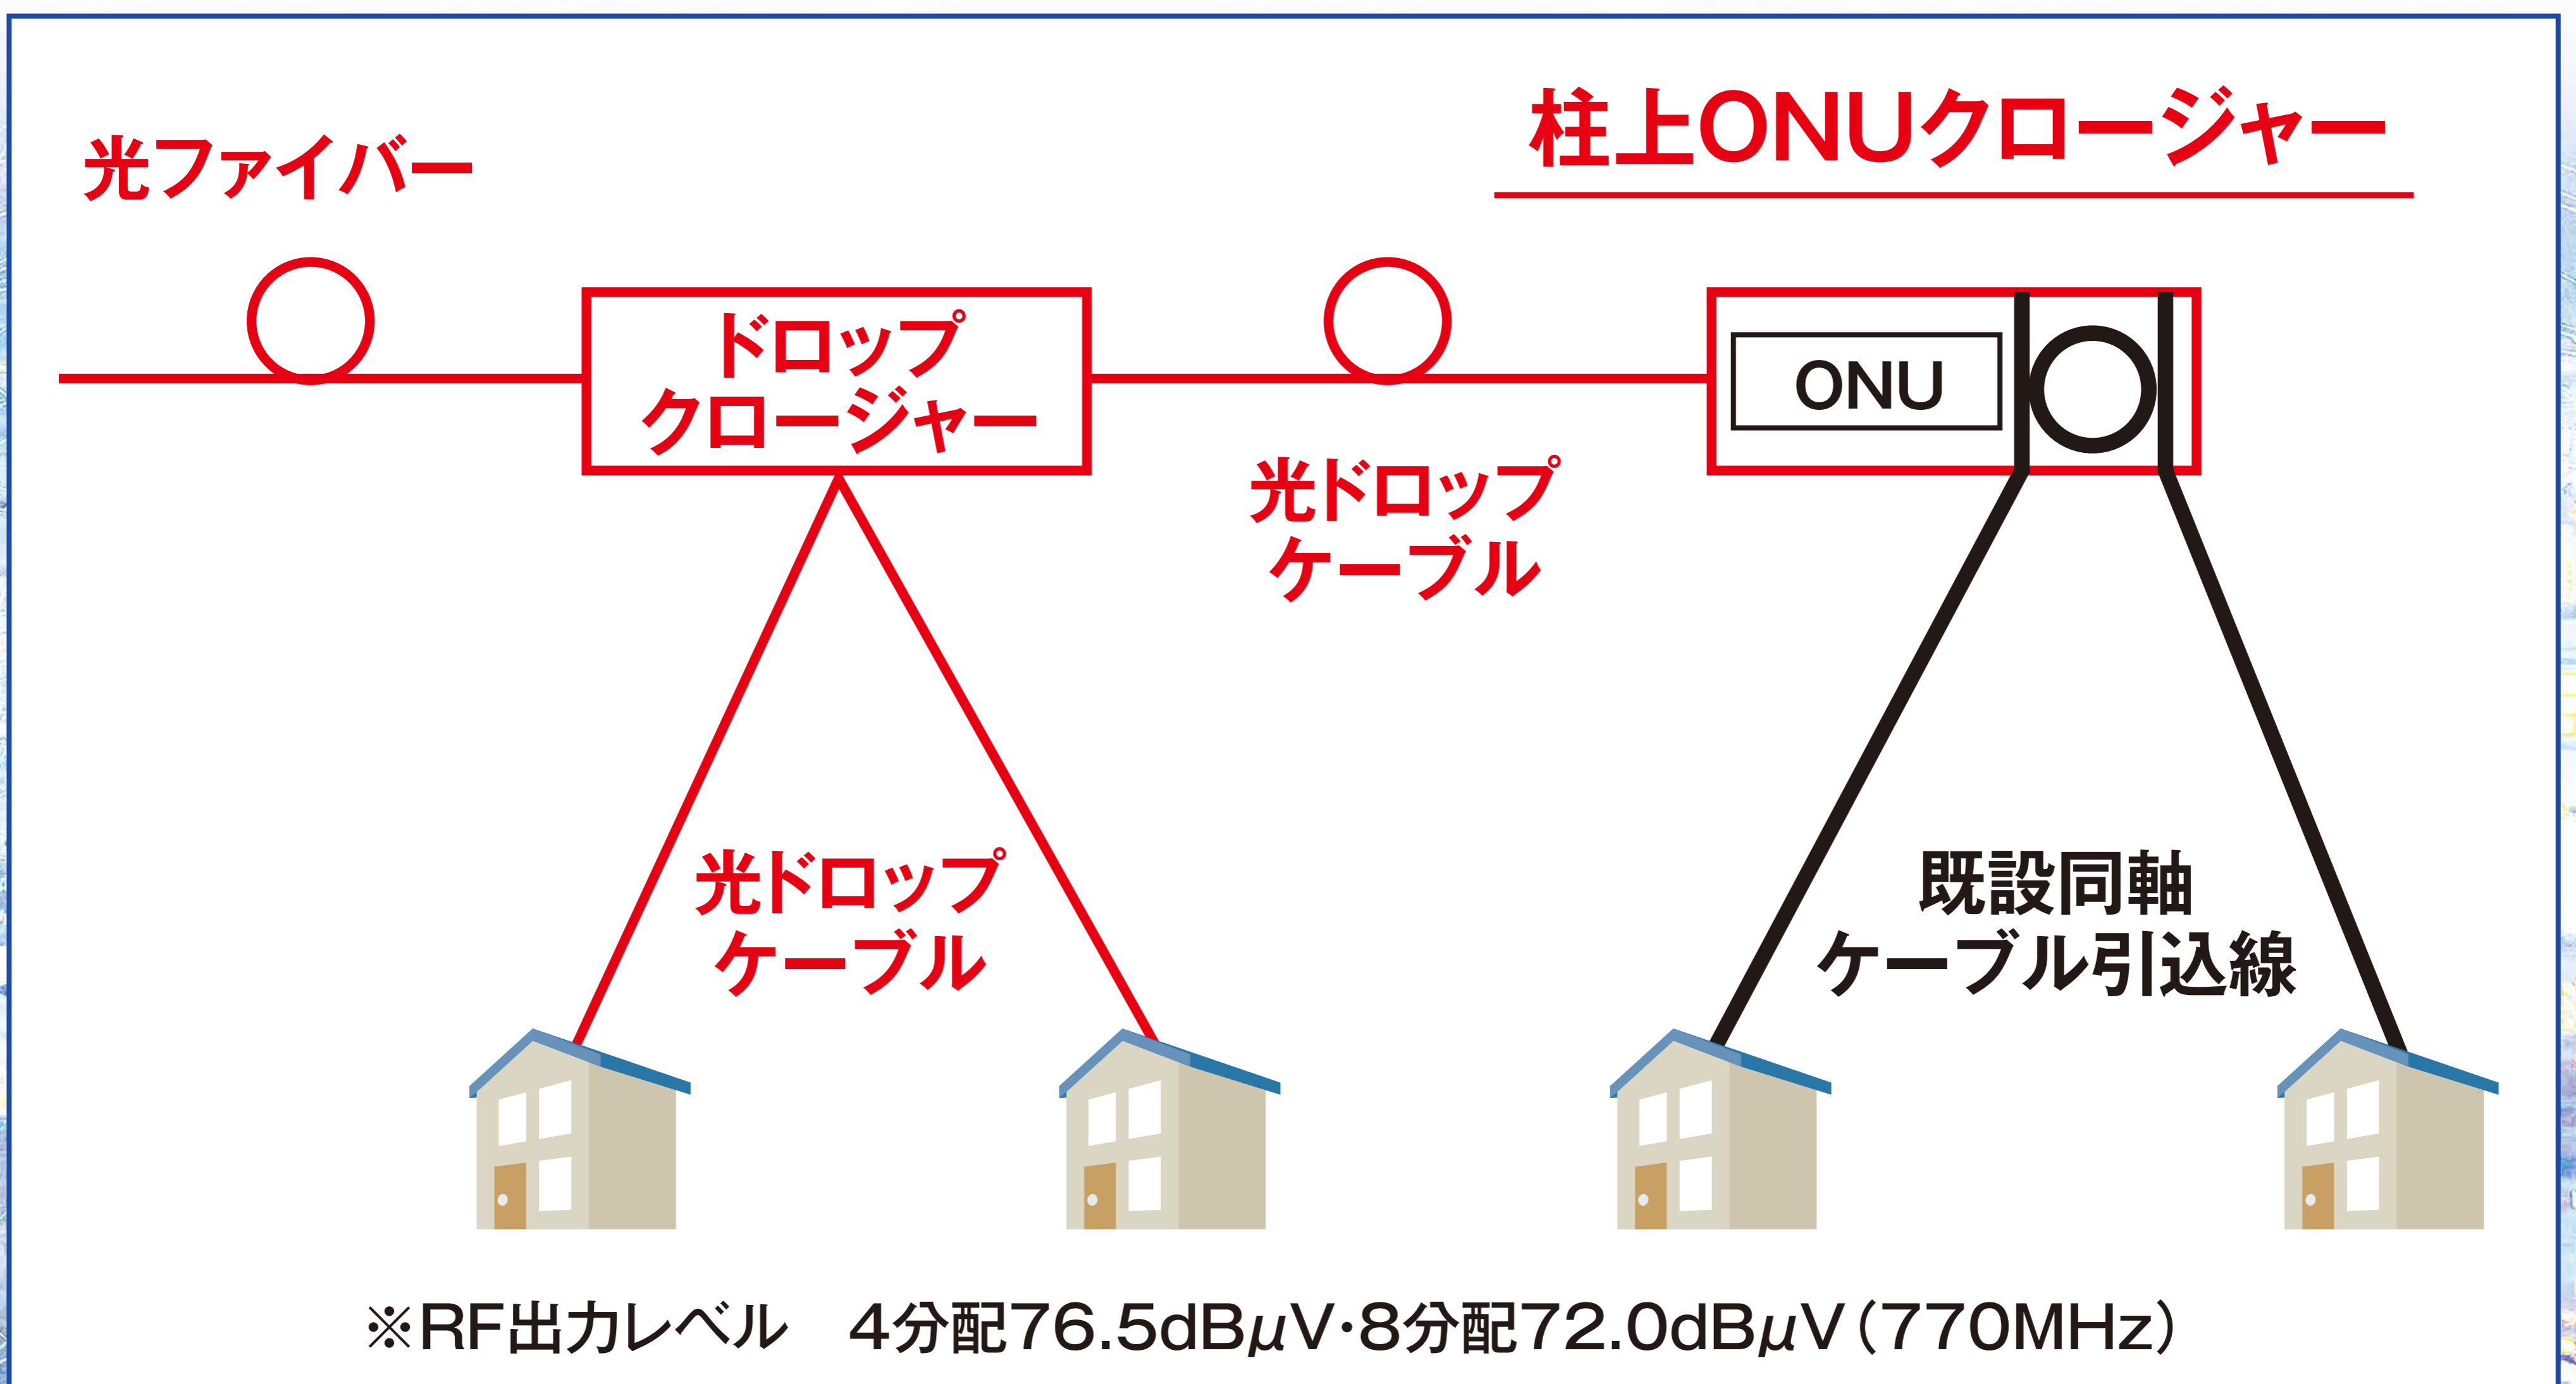 光ファイバー
柱上ONUクロージャー
ドロップ
クロージャー
ONU
光ドロップ
ケーブル
光ドロップ
ケーブル
既設同軸
ケーブル引込線
※RF出力レベル　4分配76.5dBμV・8分配72.0dBμV（770MHz）